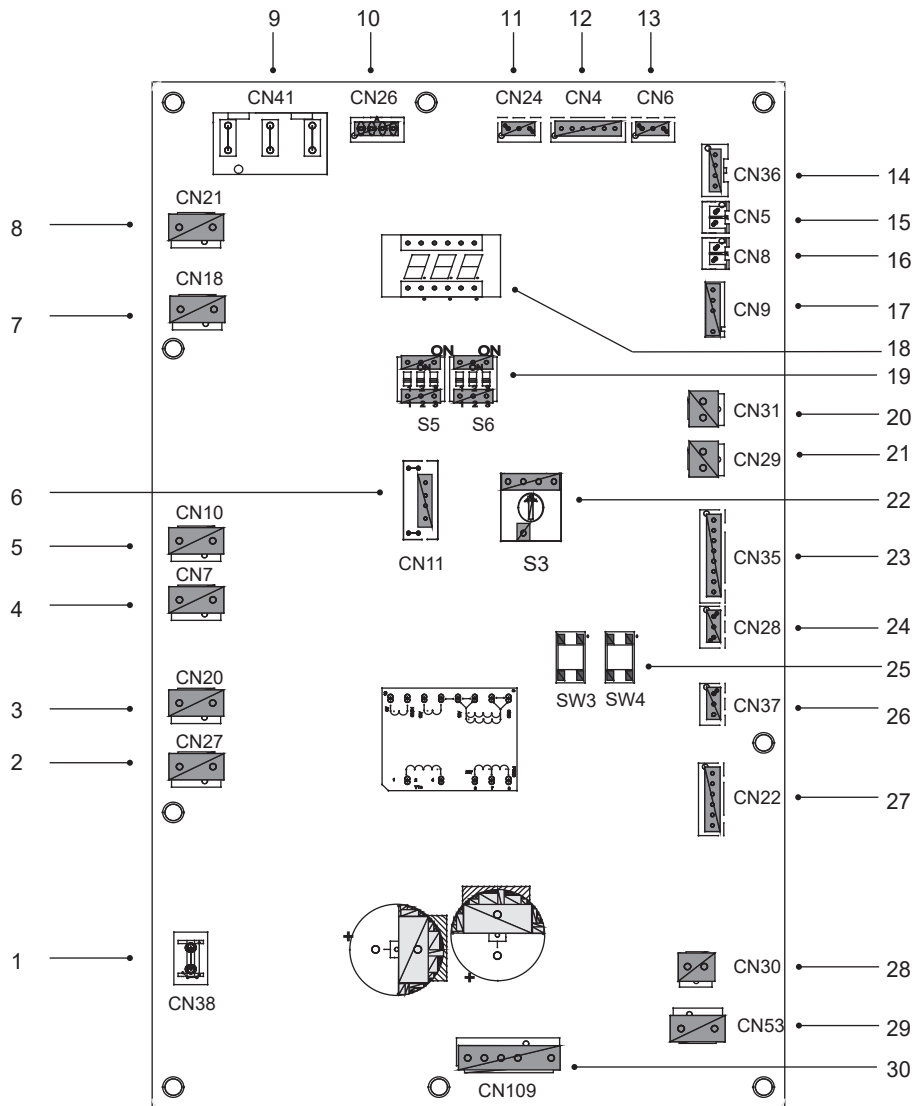 9 10 11 12 13
CN41 CN26 CN24 CN4 CN6
CN36 14
CN21 CN5 15
8
CN8 16
CN18 CN9 17
7
18
ON ON
19
S5 S6
CN31 20
CN29 21
6 22
CN10
5 CN11 S3 CN35 23
CN7
4
CN28 24
25
CN20 SW3 SW4 CN37 26
3
CN27
2
CN22 27
1 CN30 28
CN38
CN53 29
30
CN109